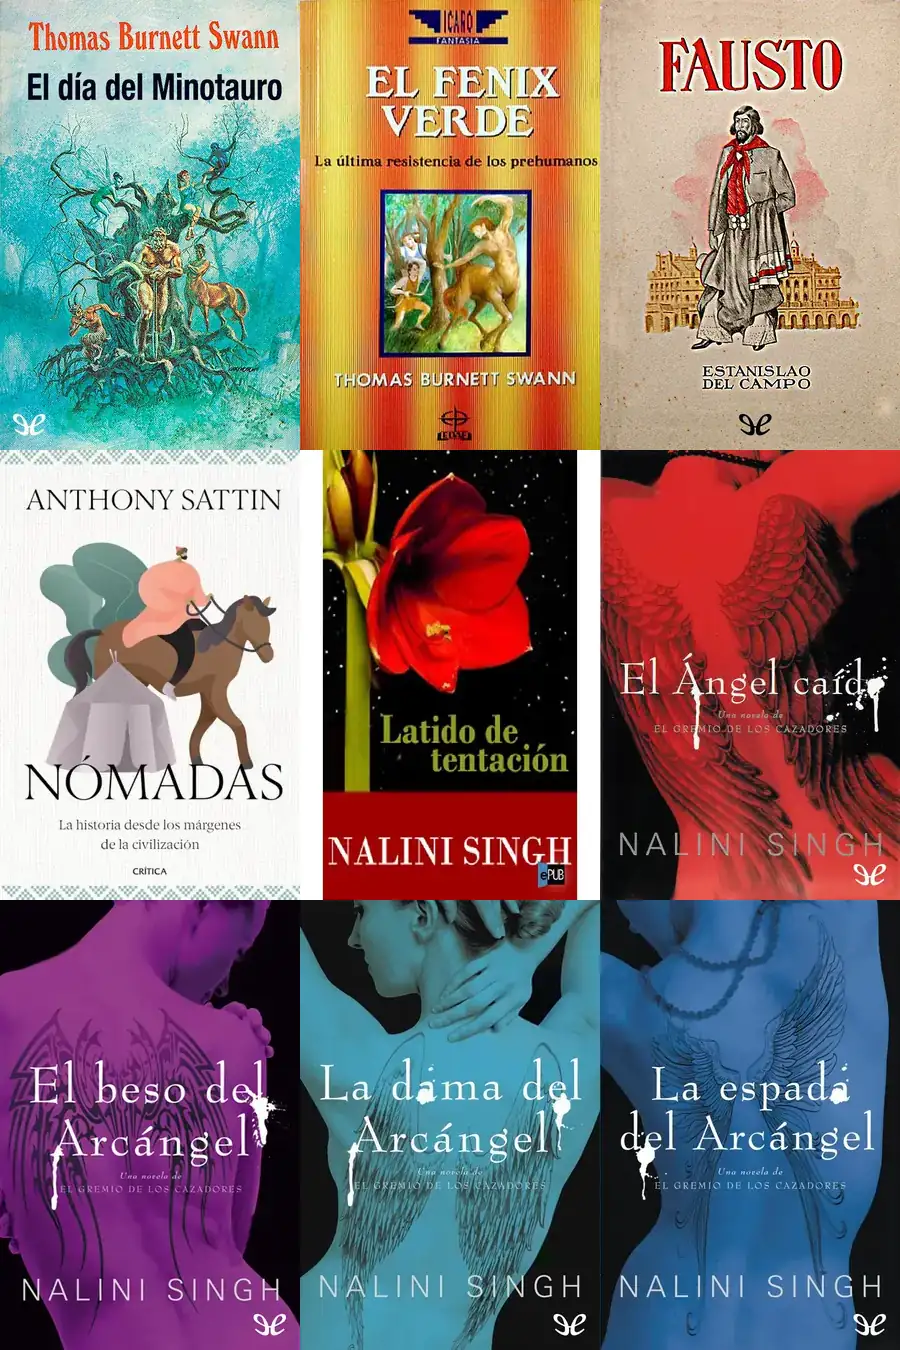 Thomas Burnett Swann
El día del Minotauro
ICARO
FANTASIA
EL FENIX
VERDE
La última resistencia de los prehumanos
THOMAS BURNETT SWANN
EDAF
FAUSTO
ESTANISLAO
DEL CAMPO
ANTHONY SATTIN
NÓMADAS
La historia desde los márgenes
de la civilización
CRÍTICA
Latido de
tentación
NALINI SINGH
ePUB
El Ángel caído
Una novela de
EL GREMIO DE LOS CAZADORES
NALINI SINGH
El beso del
Arcángel
Una novela de
EL GREMIO DE LOS CAZADORES
NALINI SINGH
La dama del
Arcángel
Una novela de
EL GREMIO DE LOS CAZADORES
NALINI SINGH
La espada
del Arcángel
Una novela de
EL GREMIO DE LOS CAZADORES
NALINI SINGH